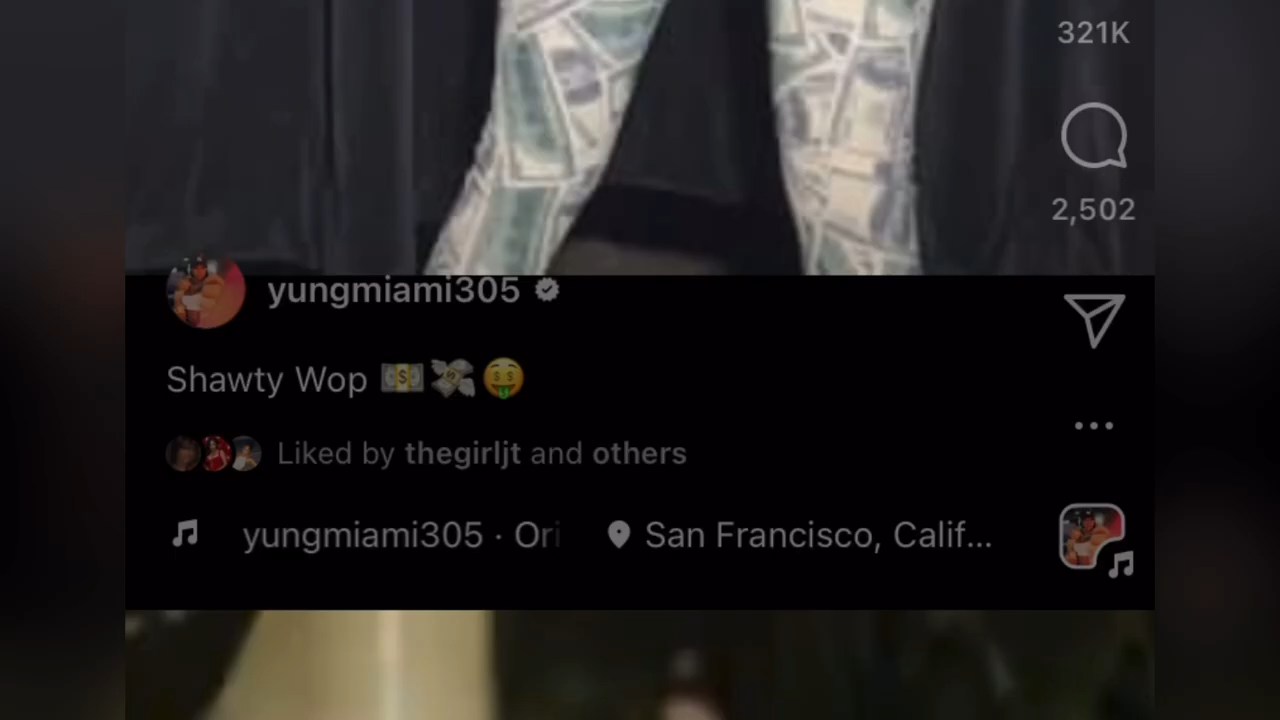 321K
2,502
yungmiami305
Shawty Wop 💵💸🤑
Liked by thegirljt and others
yungmiami305 · Ori
San Francisco, Calif...